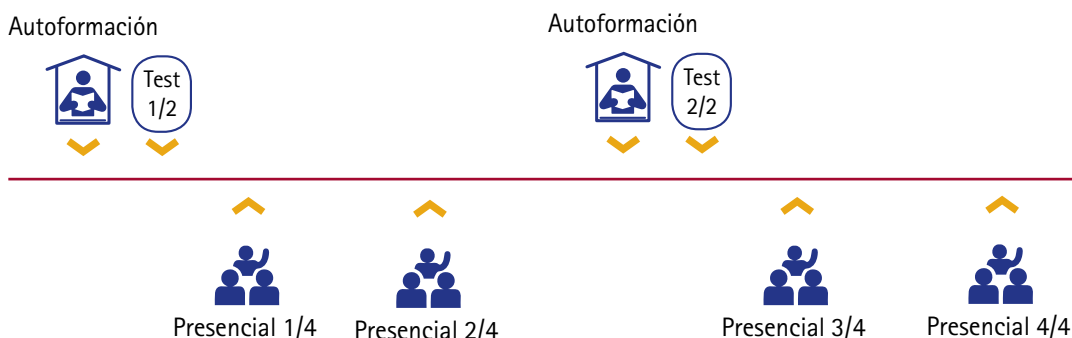 Autoformación
Autoformación
Test
1/2
Test
2/2
Presencial 1/4
Presencial 2/4
Presencial 3/4
Presencial 4/4